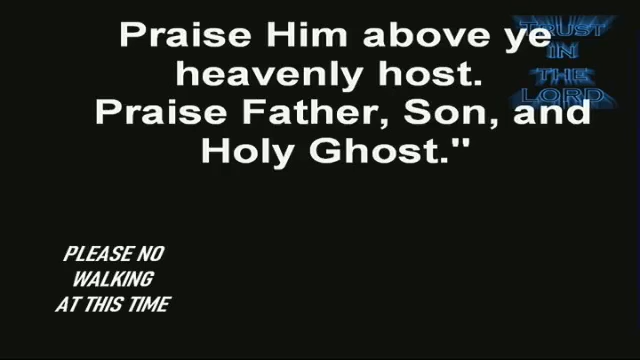 Praise Him above ye
heavenly host.
Praise Father, Son, and
Holy Ghost."
TRUST
IN
THE
LORD
PLEASE NO
WALKING
AT THIS TIME